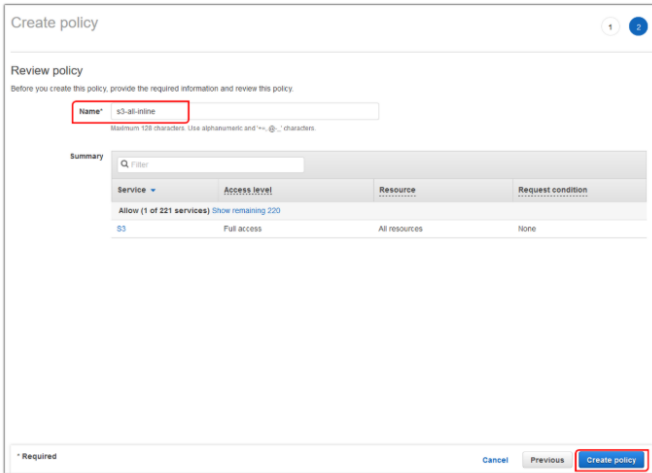 Create policy
1
2
Review policy
Before you create this policy, provide the required information and review this policy.
Name* s3-all-inline
Maximum 128 characters. Use alphanumeric and '+=,.@-_' characters.
Summary
Filter
Service Access level Resource Request condition
Allow (1 of 221 services) Show remaining 220
S3 Full access All resources None
* Required Cancel Previous Create policy